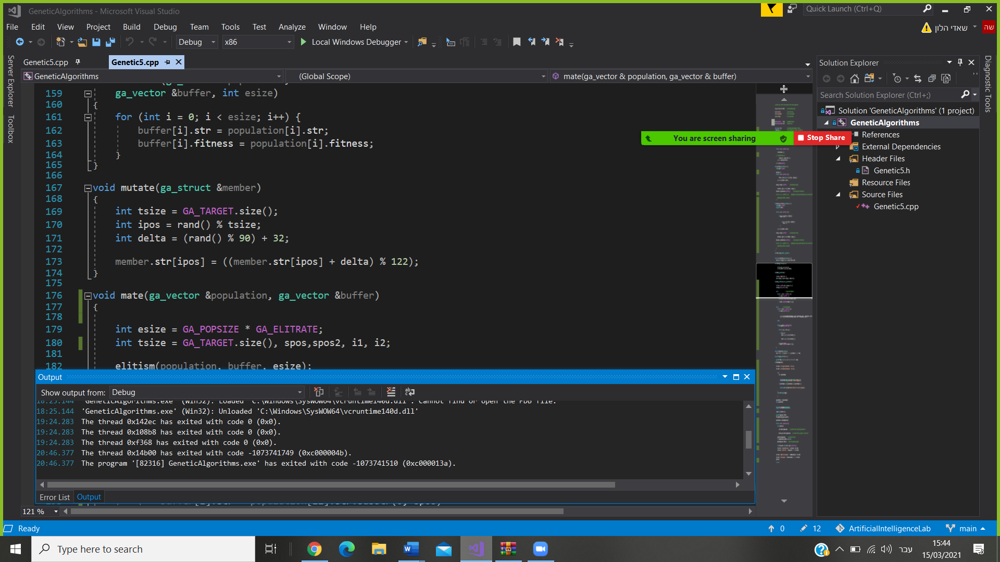 GeneticAlgorithms - Microsoft Visual Studio
Quick Launch (Ctrl+Q)
File Edit View Project Build Debug Team Tools Test Analyze Window Help
שאדי הלון
שה
Debug x86 Local Windows Debugger
Server Explorer
Toolbox
Genetic5.cpp Genetic5.cpp
GeneticAlgorithms (Global Scope) mate(ga_vector & population, ga_vector & buffer)
159 ga_vector &buffer, int esize)
160 {
161 for (int i = 0; i < esize; i++) {
162 buffer[i].str = population[i].str;
163 buffer[i].fitness = population[i].fitness;
164 }
165 }
166
167 void mutate(ga_struct &member)
168 {
169 int tsize = GA_TARGET.size();
170 int ipos = rand() % tsize;
171 int delta = (rand() % 90) + 32;
172
173 member.str[ipos] = ((member.str[ipos] + delta) % 122);
174 }
175
176 void mate(ga_vector &population, ga_vector &buffer)
177 {
178
179 int esize = GA_POPSIZE * GA_ELITRATE;
180 int tsize = GA_TARGET.size(), spos,spos2, i1, i2;
181
182 elitism(population, buffer, esize);
You are screen sharing Stop Share
Output
Show output from: Debug
18:25.144 'GeneticAlgorithms.exe' (Win32): Loaded 'C:\Windows\SysWOW64\vcruntime140d.dll'. Cannot find or open the PDB file.
18:25.144 'GeneticAlgorithms.exe' (Win32): Unloaded 'C:\Windows\SysWOW64\vcruntime140d.dll'
19:24.283 The thread 0x142ec has exited with code 0 (0x0).
19:24.283 The thread 0x108b8 has exited with code 0 (0x0).
19:24.283 The thread 0xf368 has exited with code 0 (0x0).
20:46.377 The thread 0x14b00 has exited with code -1073741749 (0xc000004b).
20:46.377 The program '[82316] GeneticAlgorithms.exe' has exited with code -1073741510 (0xc000013a).
Error List Output
121 %
Solution Explorer
Search Solution Explorer (Ctrl+;)
Solution 'GeneticAlgorithms' (1 project)
GeneticAlgorithms
References
External Dependencies
Header Files
Genetic5.h
Resource Files
Source Files
Genetic5.cpp
Diagnostic Tools
Ready 0 12 ArtificialIntelligenceLab main
Type here to search
עבר
15:44
15/03/2021